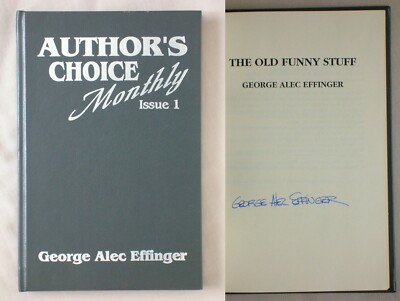 AUTHOR'S
CHOICE
Monthly
Issue 1
George Alec Effinger
THE OLD FUNNY STUFF
GEORGE ALEC EFFINGER
GEORGE ALEC EFFINGER